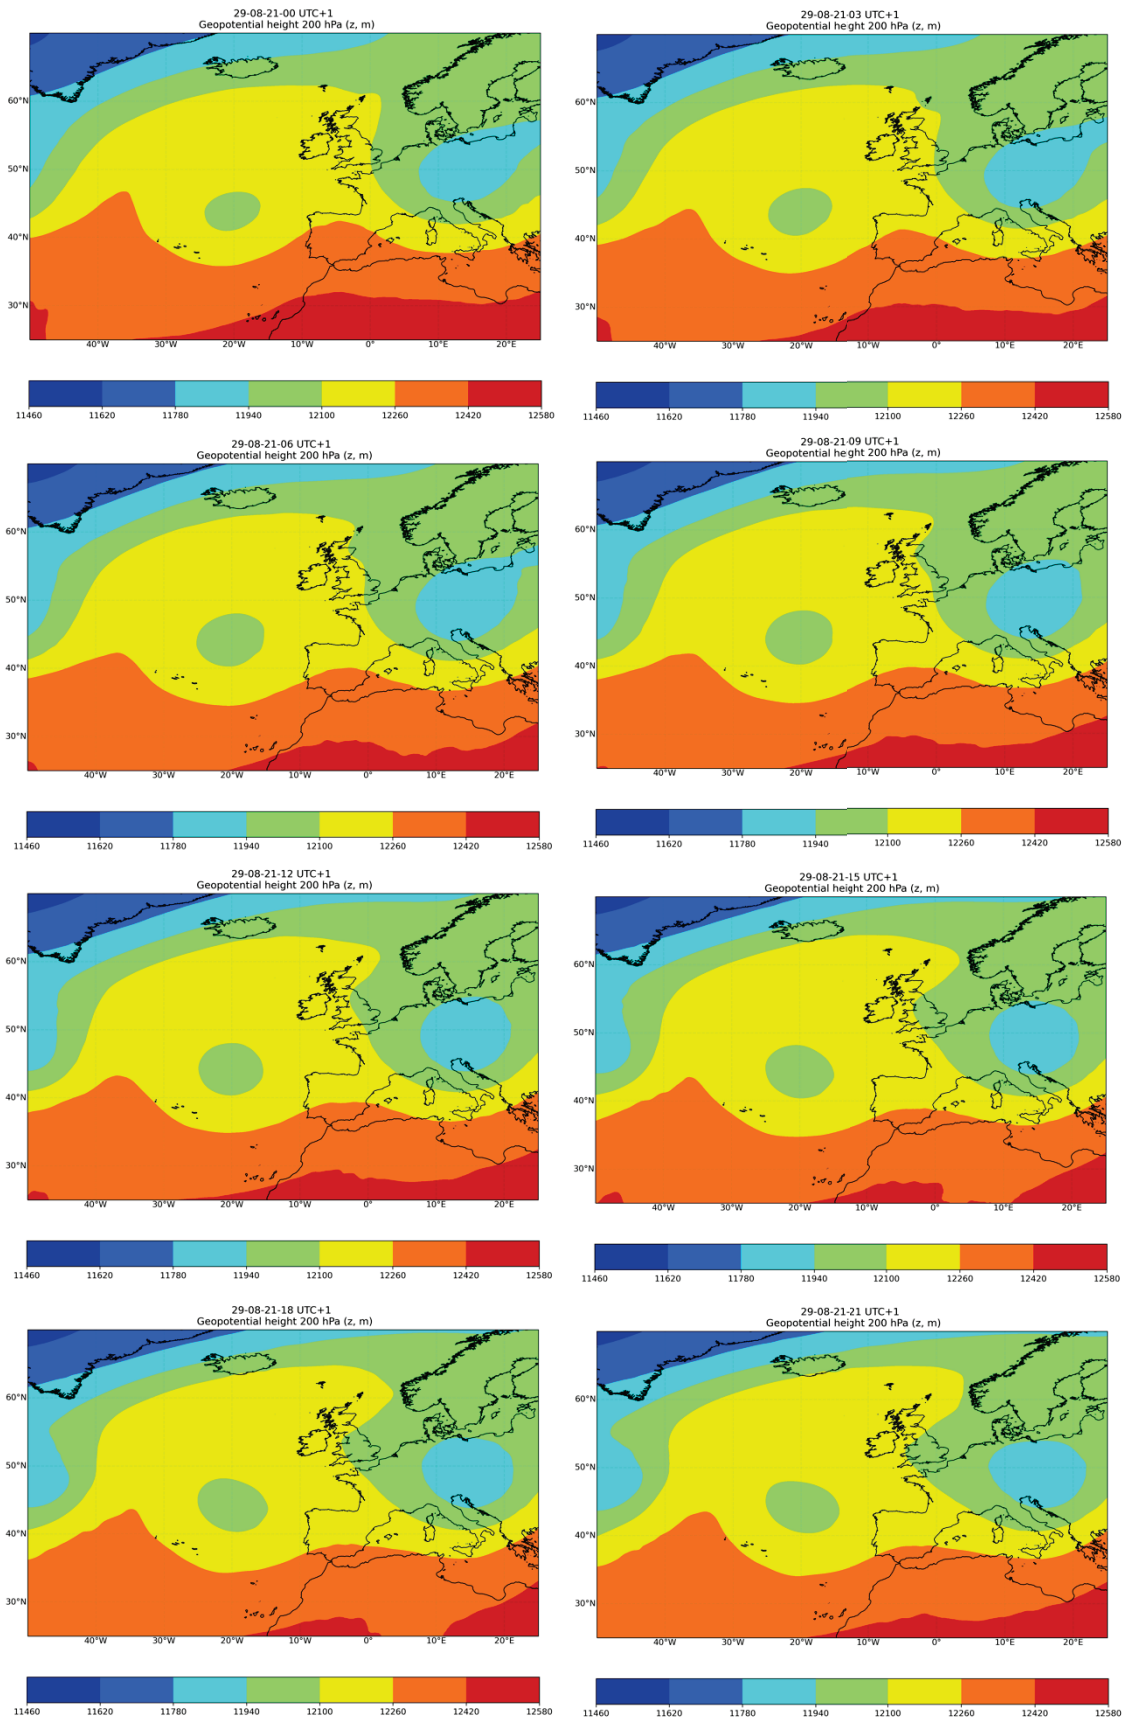 29-08-21-00 UTC+1
Geopotential height 200 hPa (z, m)
60°N
50°N
40°N
30°N
40°W 30°W 20°W 10°W 0° 10°E 20°E
11460 11620 11780 11940 12100 12260 12420 12580
29-08-21-03 UTC+1
Geopotential height 200 hPa (z, m)
60°N
50°N
40°N
30°N
40°W 30°W 20°W 10°W 0° 10°E 20°E
11460 11620 11780 11940 12100 12260 12420 12580
29-08-21-06 UTC+1
Geopotential height 200 hPa (z, m)
60°N
50°N
40°N
30°N
40°W 30°W 20°W 10°W 0° 10°E 20°E
11460 11620 11780 11940 12100 12260 12420 12580
29-08-21-09 UTC+1
Geopotential height 200 hPa (z, m)
60°N
50°N
40°N
30°N
40°W 30°W 20°W 10°W 0° 10°E 20°E
11460 11620 11780 11940 12100 12260 12420 12580
29-08-21-12 UTC+1
Geopotential height 200 hPa (z, m)
60°N
50°N
40°N
30°N
40°W 30°W 20°W 10°W 0° 10°E 20°E
11460 11620 11780 11940 12100 12260 12420 12580
29-08-21-15 UTC+1
Geopotential height 200 hPa (z, m)
60°N
50°N
40°N
30°N
40°W 30°W 20°W 10°W 0° 10°E 20°E
11460 11620 11780 11940 12100 12260 12420 12580
29-08-21-18 UTC+1
Geopotential height 200 hPa (z, m)
60°N
50°N
40°N
30°N
40°W 30°W 20°W 10°W 0° 10°E 20°E
11460 11620 11780 11940 12100 12260 12420 12580
29-08-21-21 UTC+1
Geopotential height 200 hPa (z, m)
60°N
50°N
40°N
30°N
40°W 30°W 20°W 10°W 0° 10°E 20°E
11460 11620 11780 11940 12100 12260 12420 12580